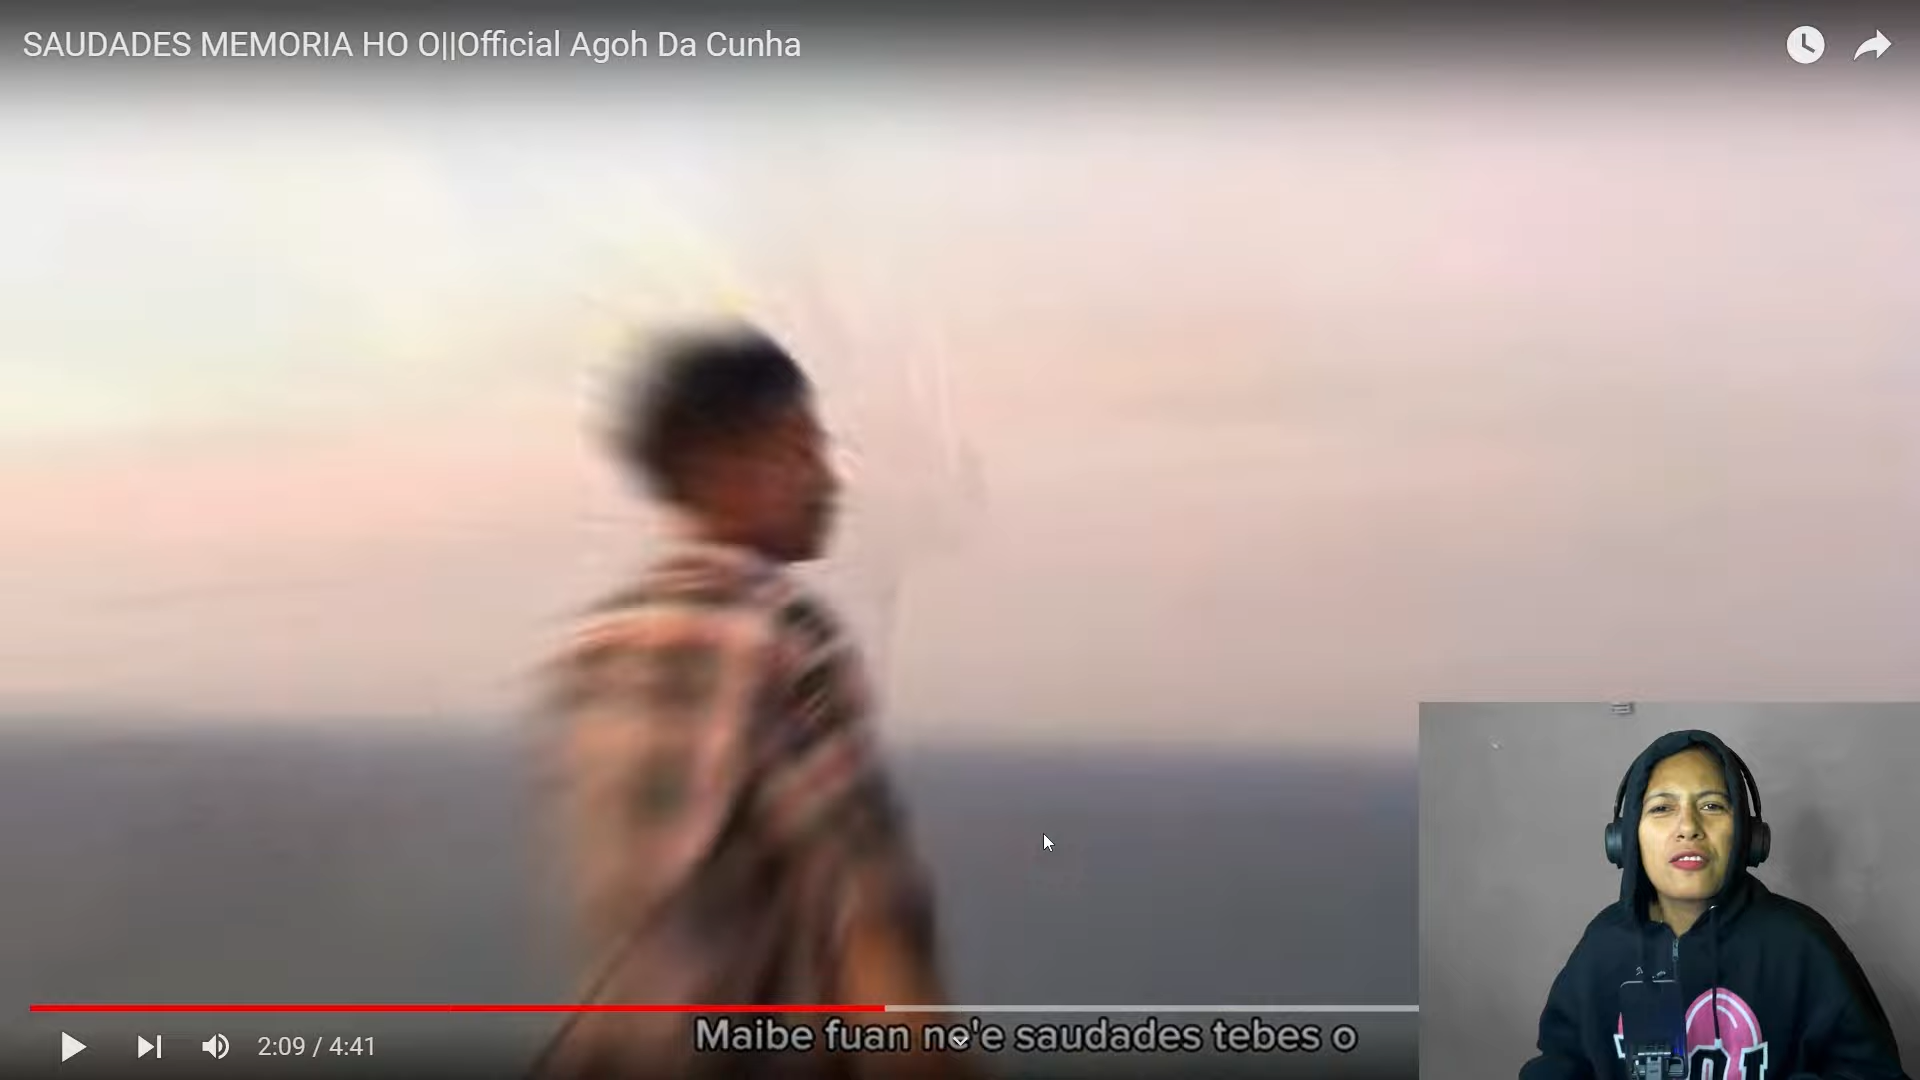 SAUDADES MEMORIA HO O||Official Agoh Da Cunha
2:09 / 4:41
Maibe fuan ne'e saudades tebes o